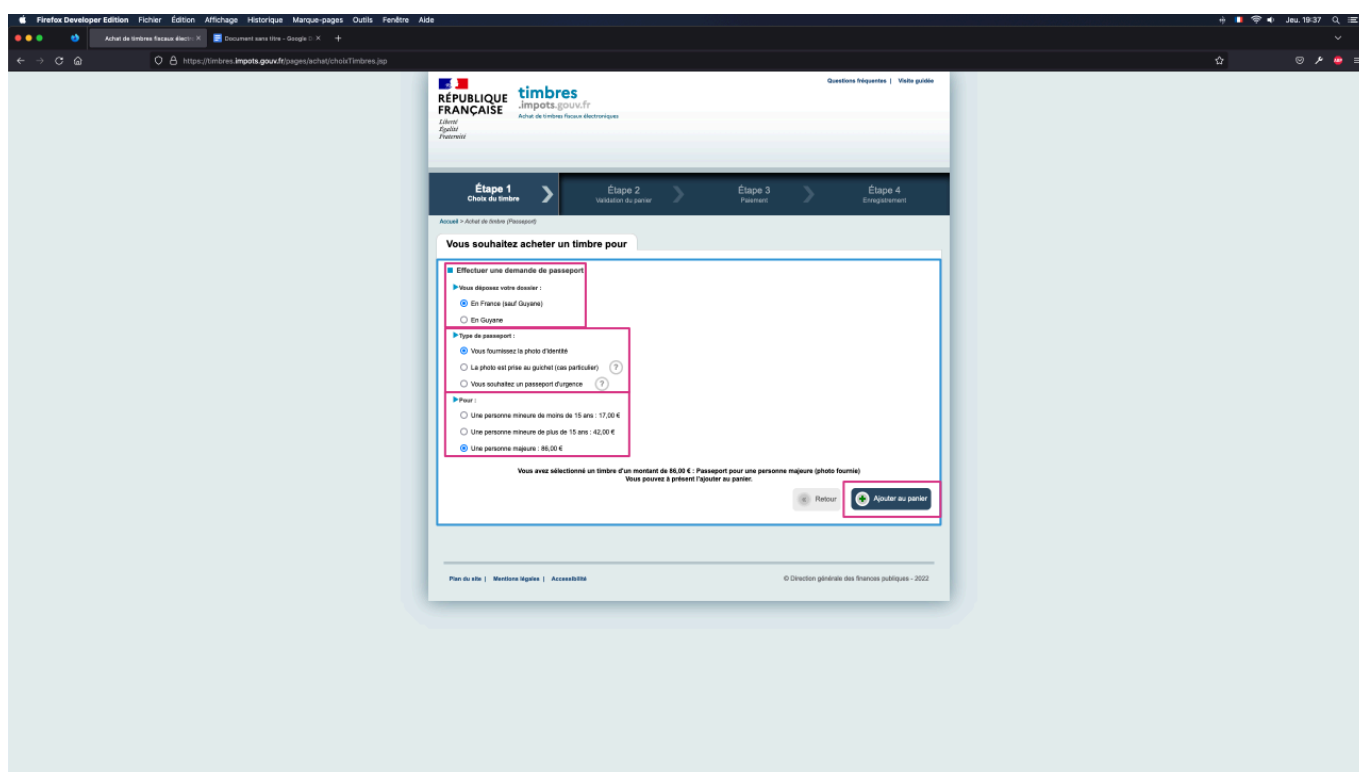 Firefox Developer Edition Fichier Édition Affichage Historique Marque-pages Outils Fenêtre Aide
Jeu. 19:37
Achat de timbres fiscaux électr
Document sans titre - Google D
https://timbres.impots.gouv.fr/pages/achat/choixTimbres.jsp
RÉPUBLIQUE
FRANÇAISE
Liberté
Égalité
Fraternité
timbres
.impots.gouv.fr
Achat de timbres fiscaux électroniques
Questions fréquentes | Visite guidée
Étape 1
Choix du timbre
Étape 2
Validation du panier
Étape 3
Paiement
Étape 4
Enregistrement
Accueil > Achat de timbre (Passeport)
Vous souhaitez acheter un timbre pour
Effectuer une demande de passeport
Vous déposez votre dossier :
En France (sauf Guyane)
En Guyane
Type de passeport :
Vous fournissez la photo d'identité
La photo est prise au guichet (cas particulier) ?
Vous souhaitez un passeport d'urgence ?
Pour :
Une personne mineure de moins de 15 ans : 17,00 €
Une personne mineure de plus de 15 ans : 42,00 €
Une personne majeure : 86,00 €
Vous avez sélectionné un timbre d'un montant de 86,00 € : Passeport pour une personne majeure (photo fournie)
Vous pouvez à présent l'ajouter au panier.
Retour
Ajouter au panier
Plan du site | Mentions légales | Accessibilité
© Direction générale des finances publiques - 2022